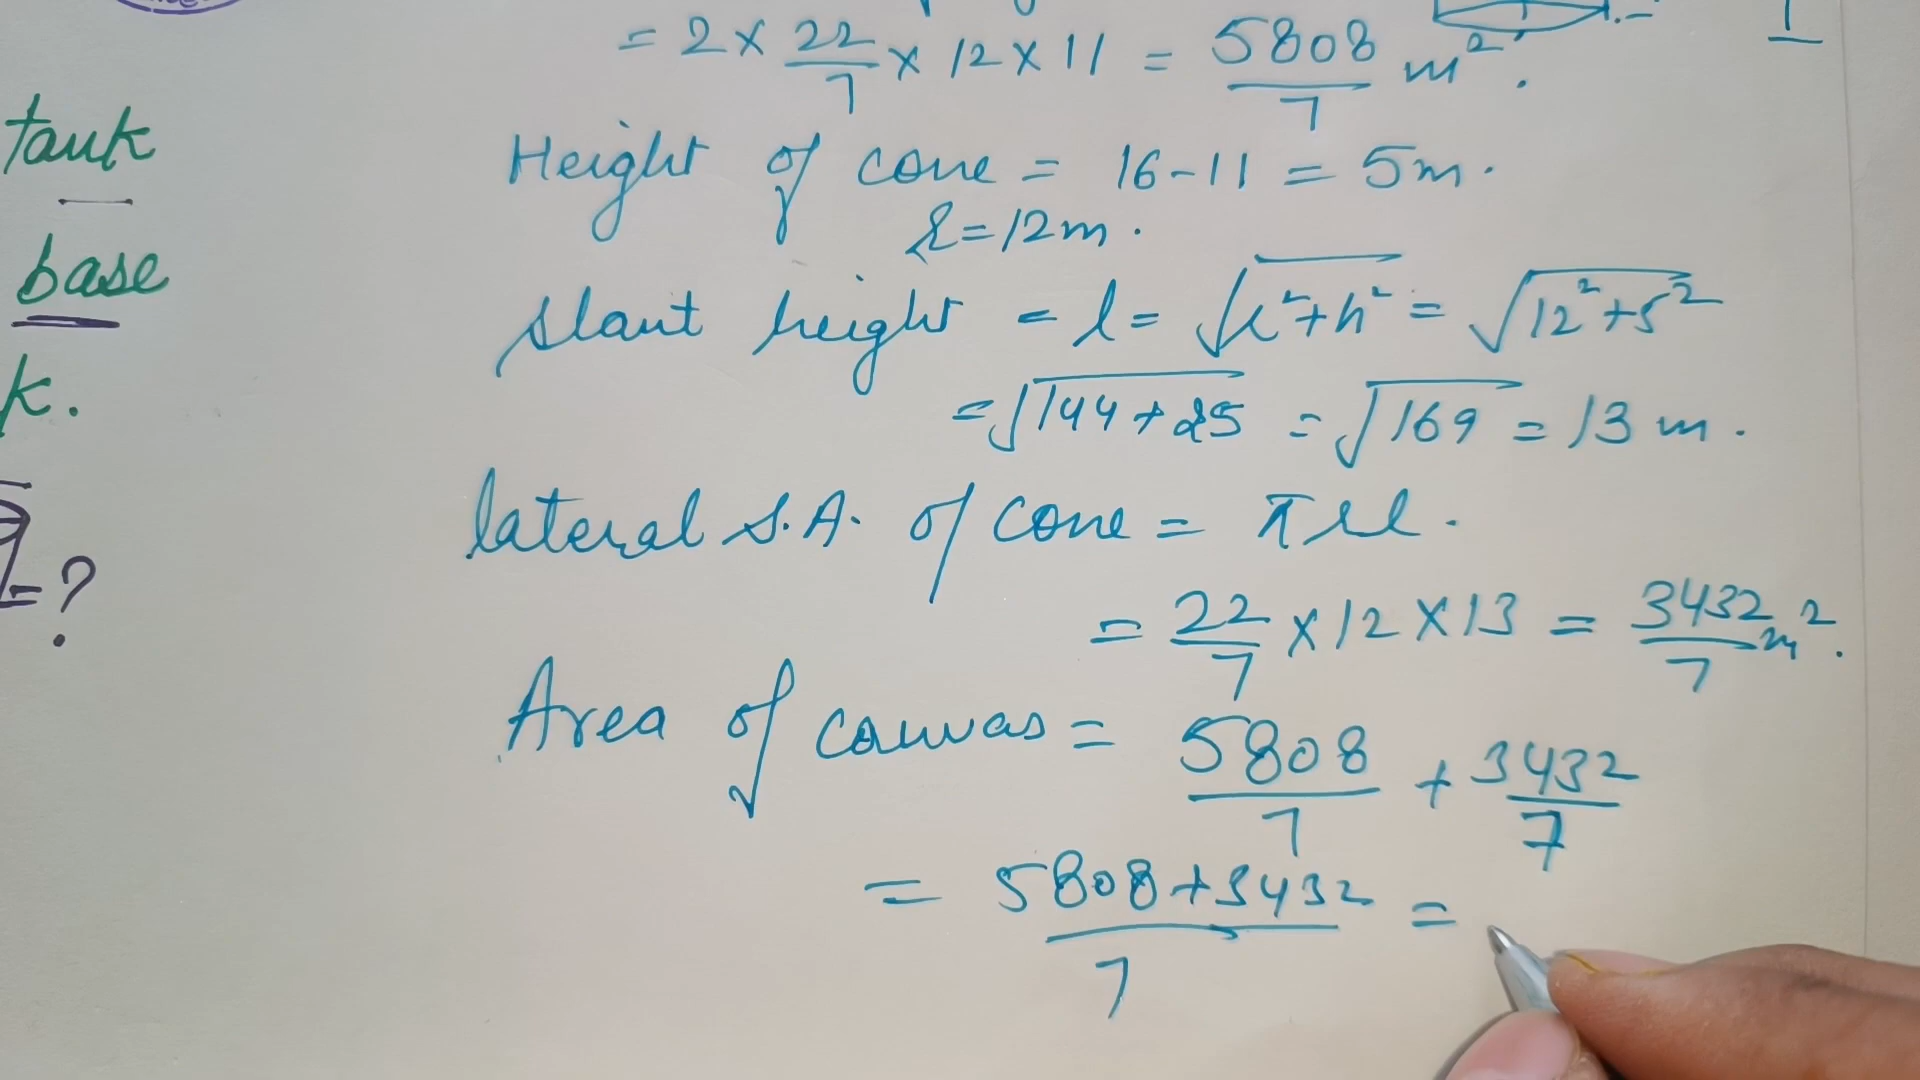 = 2 × 22/7 × 12 × 11 = 5808/7 m².
tank
Height of cone = 16-11 = 5m.
r=12m.
base
slant height = l = √r²+h² = √12²+5²
k.
=√144+25 = √169 = 13 m.
lateral S.A. of cone = πrl.
= ?
= 22/7 × 12 × 13 = 3432/7 m².
Area of canvas = 5808/7 + 3432/7
= 5808+3432/7 =